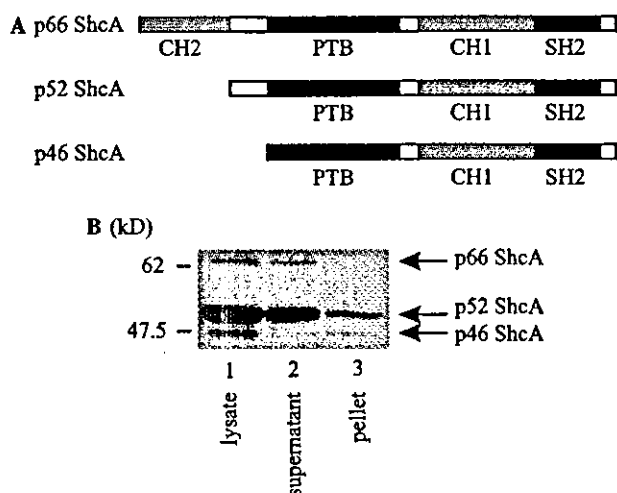 A p66 ShcA
CH2 PTB CH1 SH2
p52 ShcA
PTB CH1 SH2
p46 ShcA
PTB CH1 SH2
B (kD)
62 –
47.5 –
p66 ShcA
p52 ShcA
p46 ShcA
1 2 3
lysate
supernatant
pellet